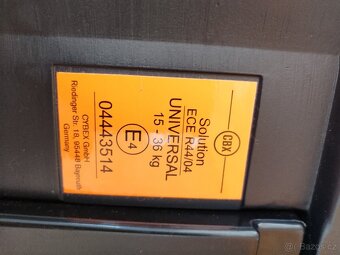 CBX
Solution
ECE R44/04
UNIVERSAL
15 - 36 kg
E4
04443514
CYBEX GmbH
Riedinger Str. 18, 95448 Bayreuth
Germany